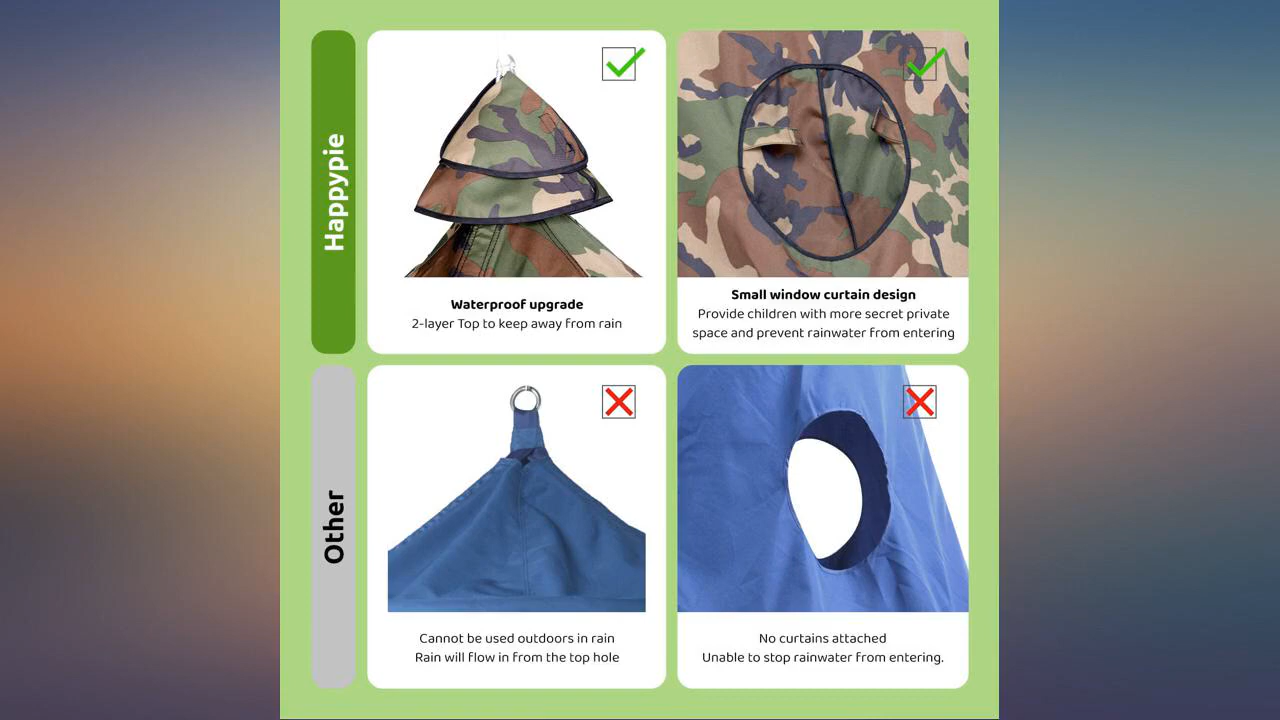 Happypie
Waterproof upgrade
2-layer Top to keep away from rain
Small window curtain design
Provide children with more secret private
space and prevent rainwater from entering
Other
Cannot be used outdoors in rain
Rain will flow in from the top hole
No curtains attached
Unable to stop rainwater from entering.